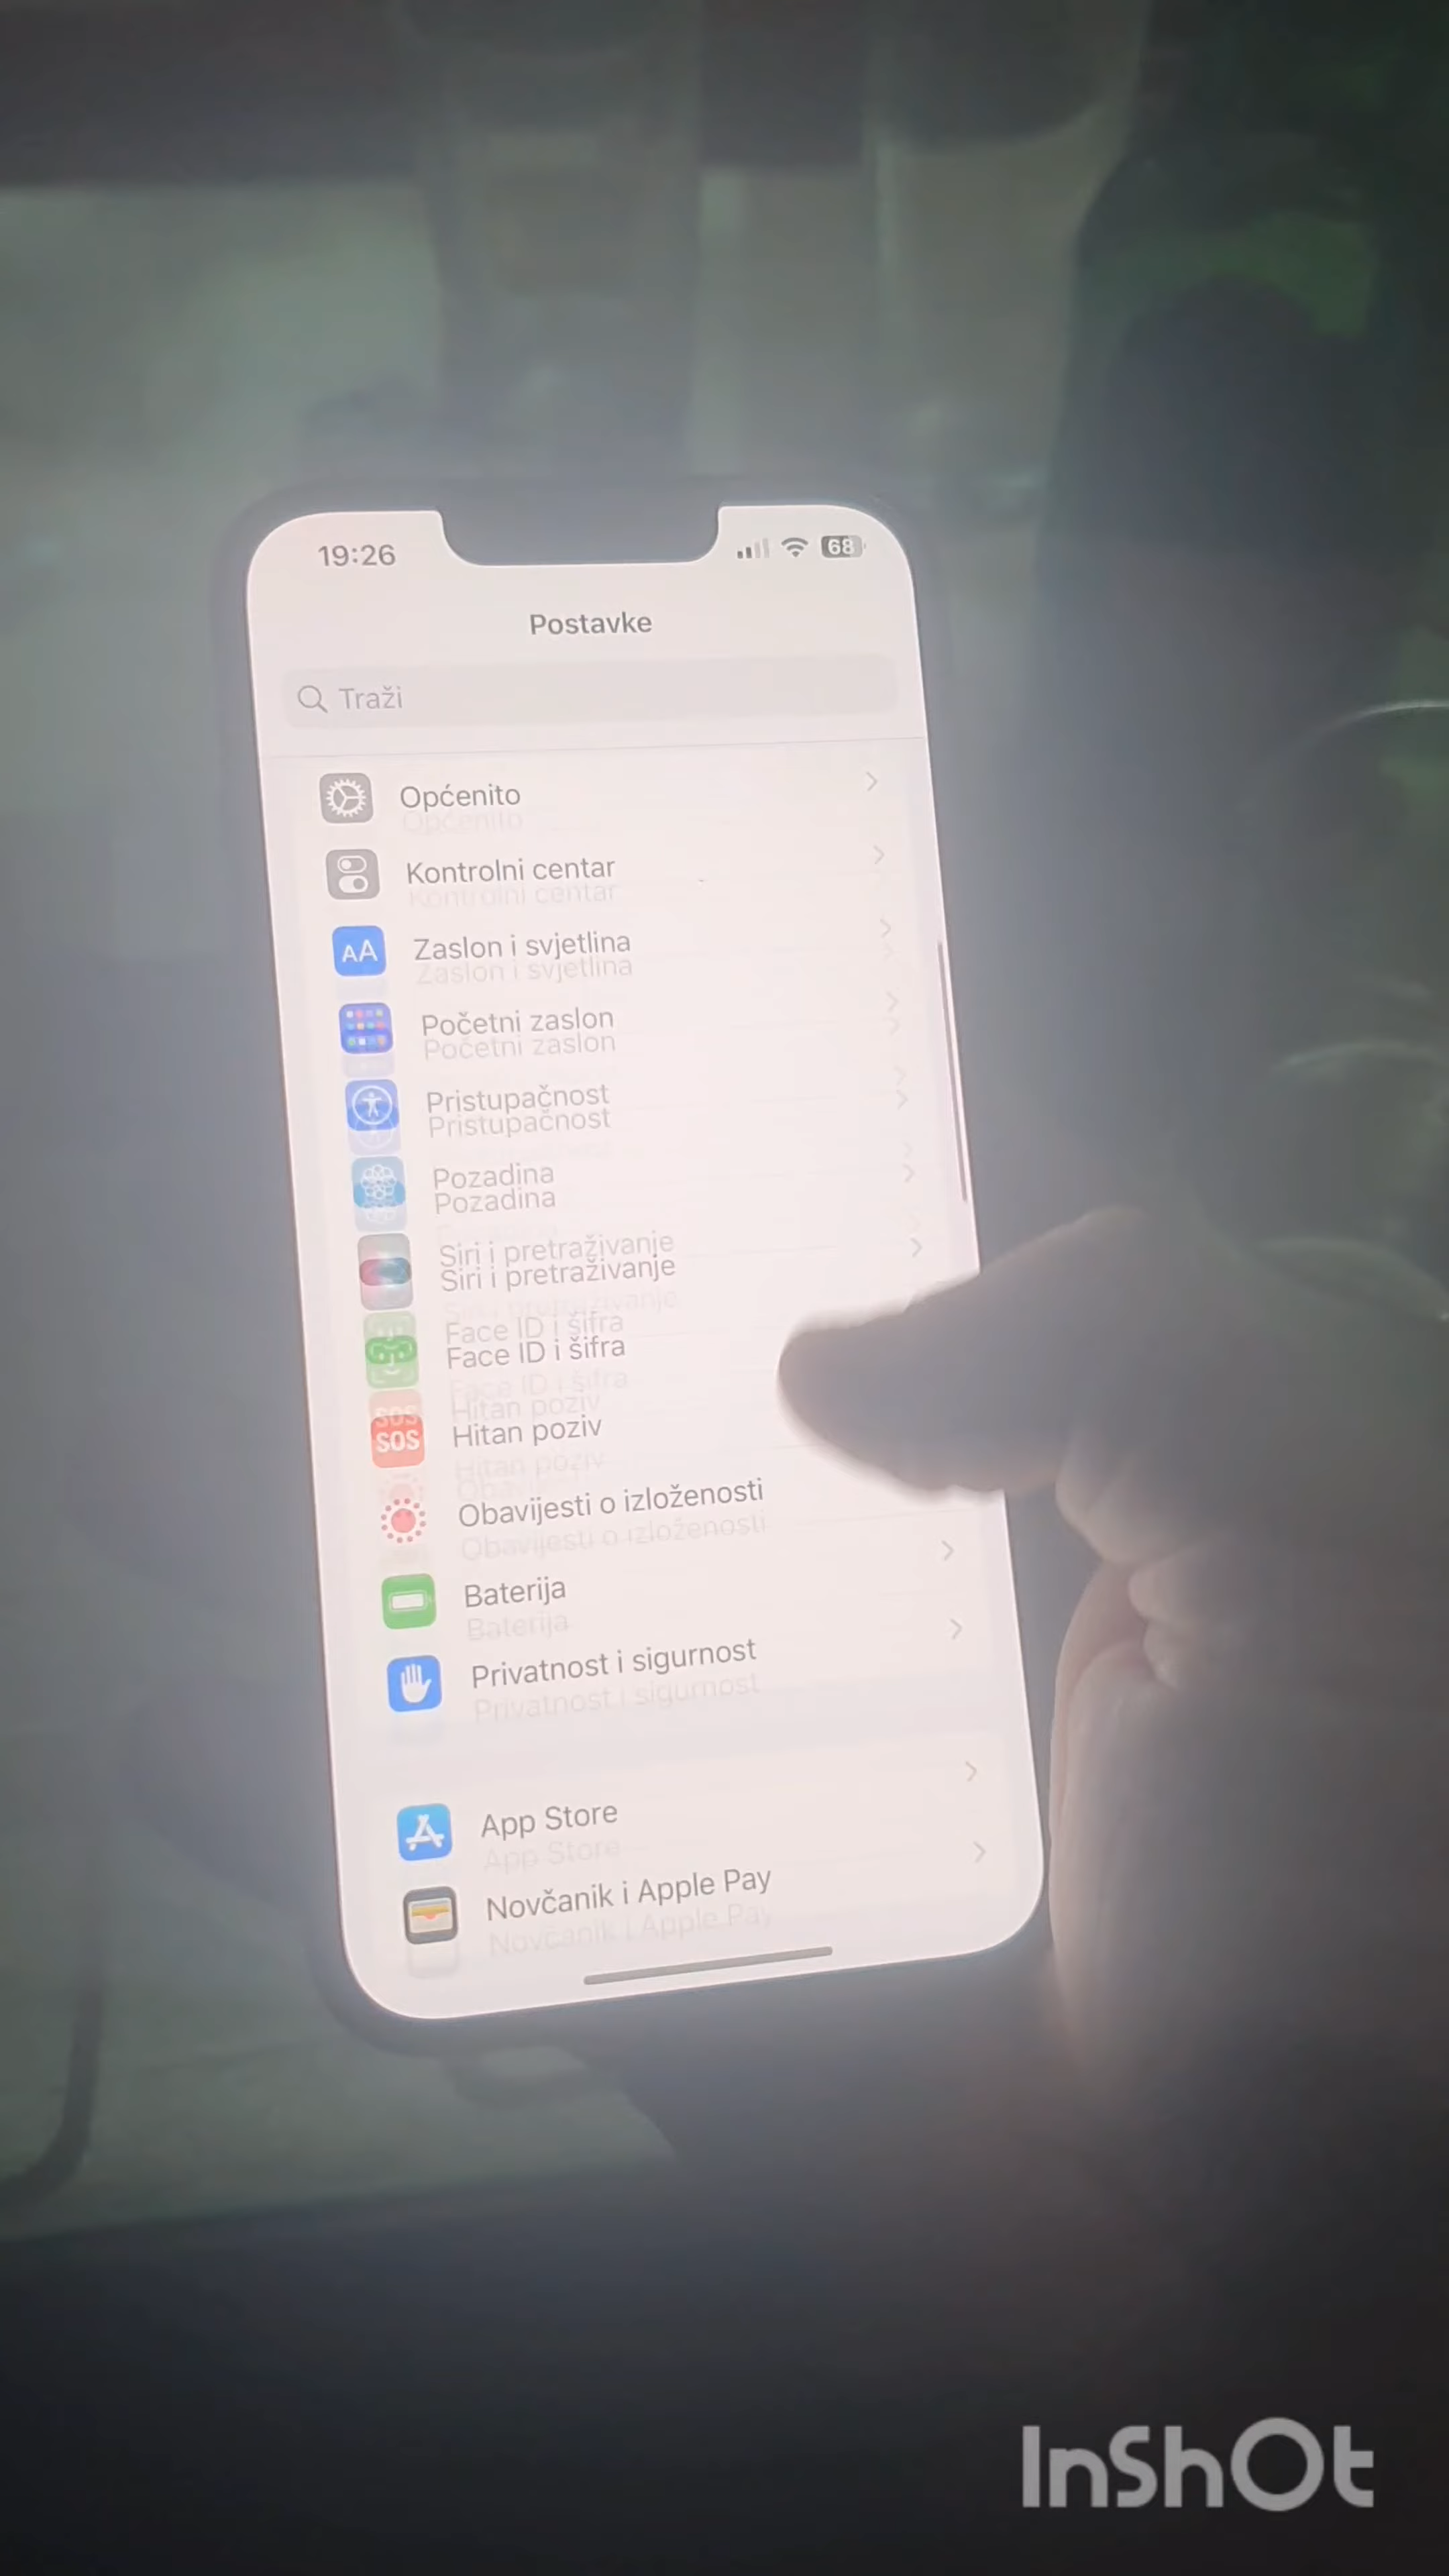 19:26
68
Postavke
Traži
Općenito
Kontrolni centar
AA
Zaslon i svjetlina
Početni zaslon
Pristupačnost
Pozadina
Siri i pretraživanje
Face ID i šifra
SOS
Hitan poziv
Obavijesti o izloženosti
Baterija
Privatnost i sigurnost
App Store
Novčanik i Apple Pay
InShOt